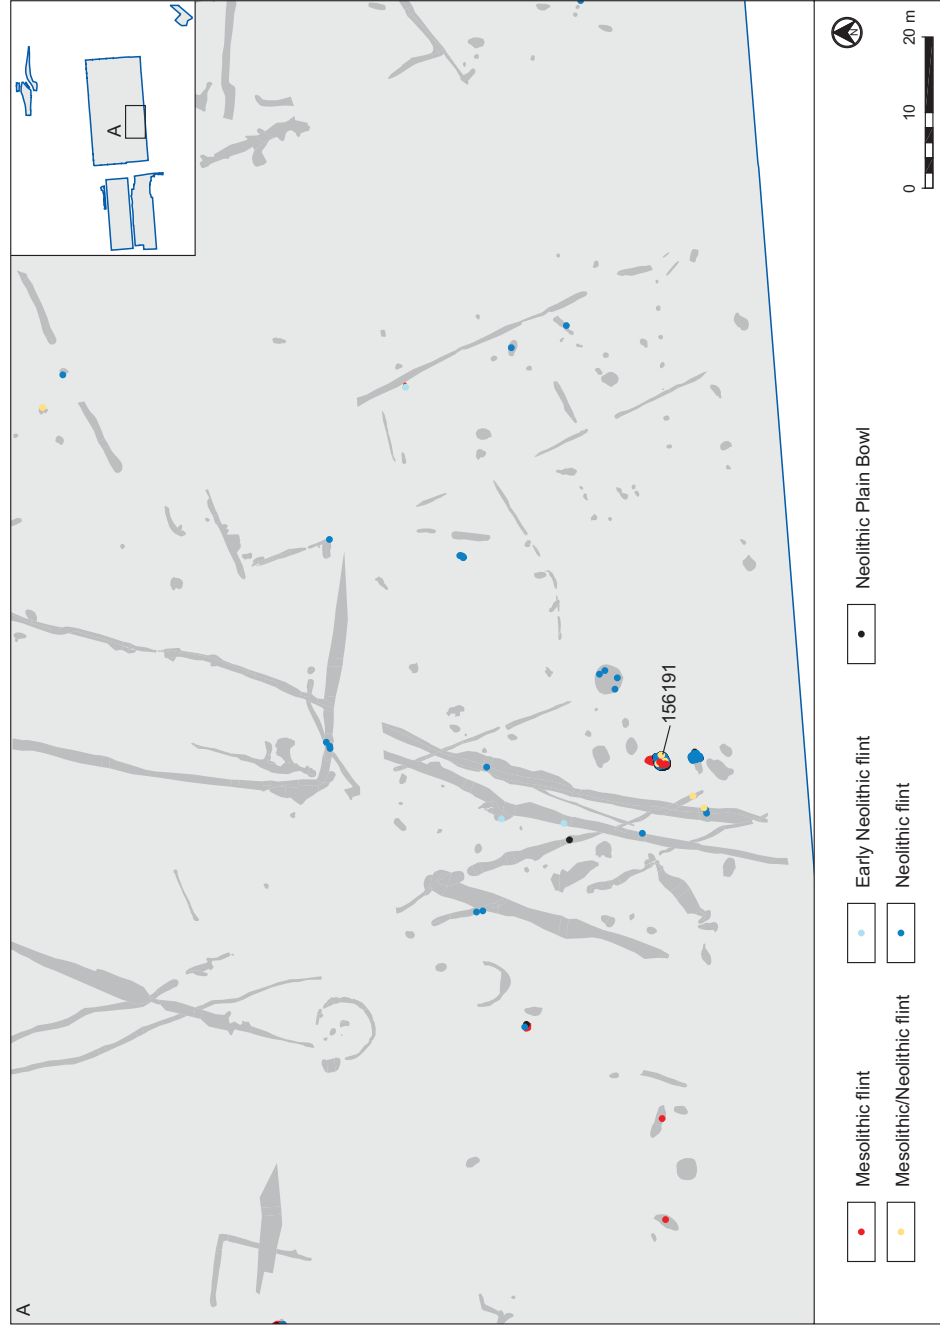 A
A
156191
N
0 10 20 m
Mesolithic flint
Mesolithic/Neolithic flint
Early Neolithic flint
Neolithic flint
Neolithic Plain Bowl